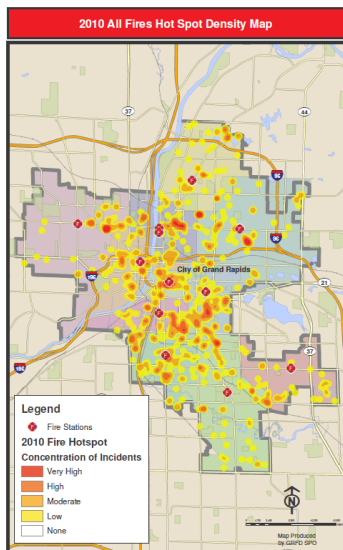 2010 All Fires Hot Spot Density Map
37
44
96
96
City of Grand Rapids
196
21
37
196
Legend
Fire Stations
2010 Fire Hotspot
Concentration of Incidents
Very High
High
Moderate
Low
None
N
Map Produced
by GRFD SPO